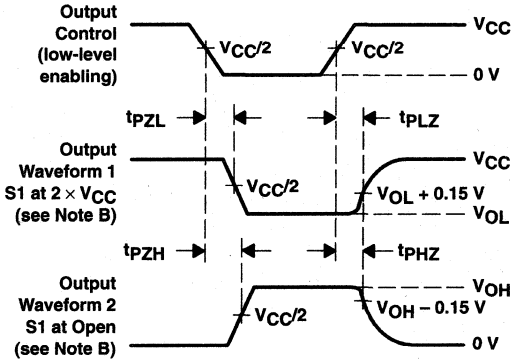 Output
Control
(low-level
enabling)
VCC/2
VCC/2
VCC
0 V
tPZL
tPLZ
Output
Waveform 1
S1 at 2 × VCC
(see Note B)
VCC/2
VCC
VOL + 0.15 V
VOL
tPZH
tPHZ
Output
Waveform 2
S1 at Open
(see Note B)
VCC/2
VOH
VOH – 0.15 V
0 V